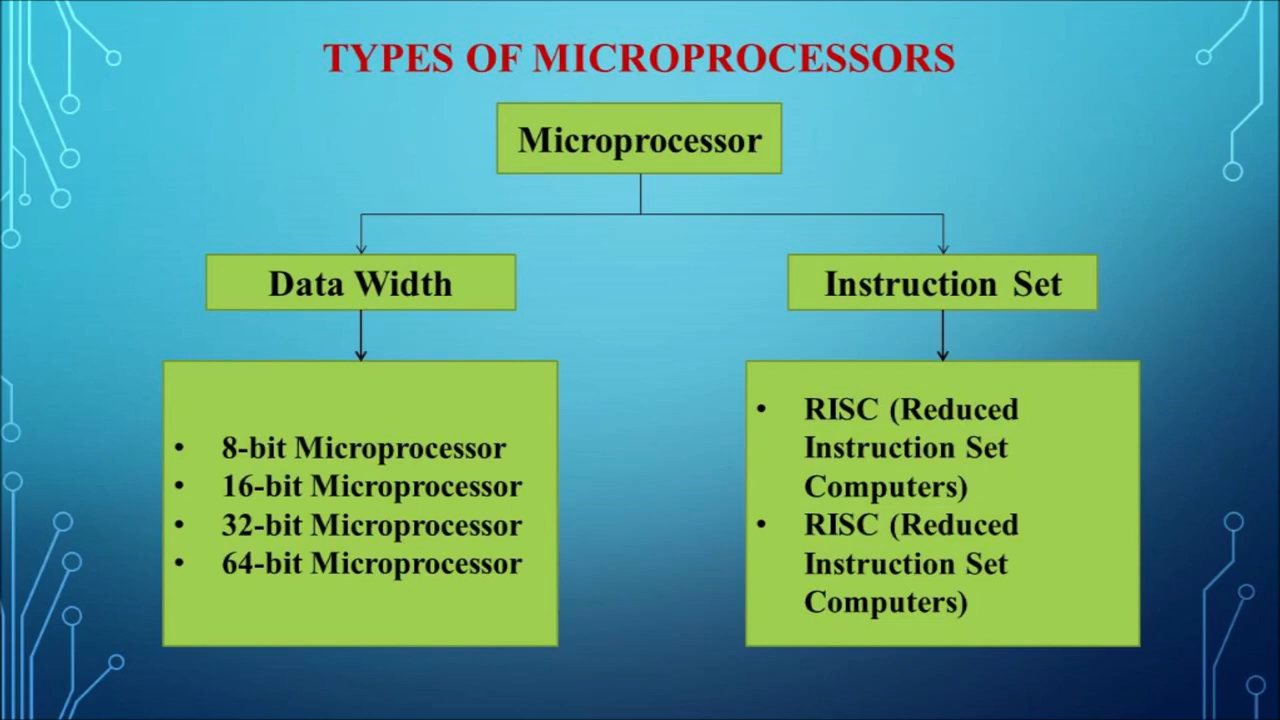 TYPES OF MICROPROCESSORS
Microprocessor
Data Width
Instruction Set
• 8-bit Microprocessor
• 16-bit Microprocessor
• 32-bit Microprocessor
• 64-bit Microprocessor
• RISC (Reduced
Instruction Set
Computers)
• RISC (Reduced
Instruction Set
Computers)